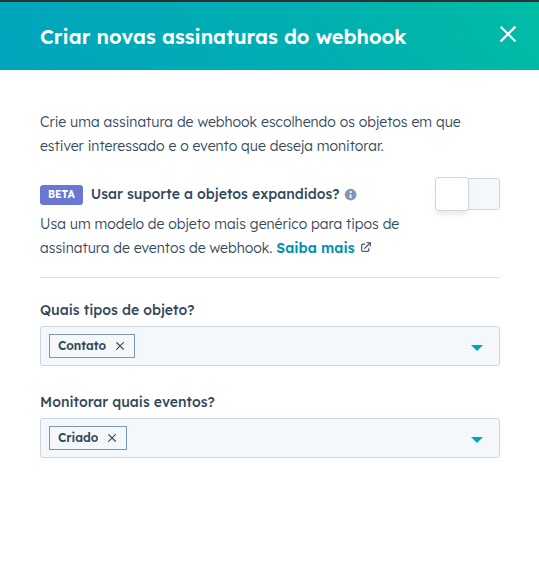 Criar novas assinaturas do webhook
Crie uma assinatura de webhook escolhendo os objetos em que
estiver interessado e o evento que deseja monitorar.
BETA Usar suporte a objetos expandidos?
Usa um modelo de objeto mais genérico para tipos de
assinatura de eventos de webhook. Saiba mais
Quais tipos de objeto?
Contato
Monitorar quais eventos?
Criado